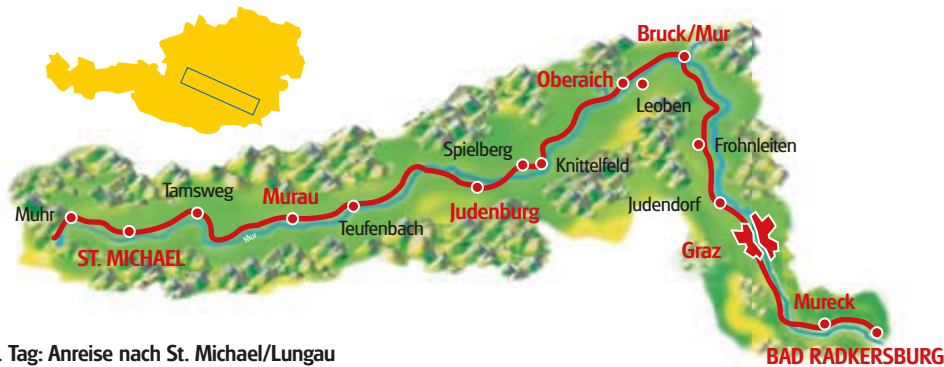 Bruck/Mur
Oberaich
Leoben
Spielberg
Knittelfeld
Frohnleiten
Tamsweg
Murau
Judenburg
Judendorf
Muhr
Teufenbach
Mur
ST. MICHAEL
Graz
Mureck
. Tag: Anreise nach St. Michael/Lungau
BAD RADKERSBURG